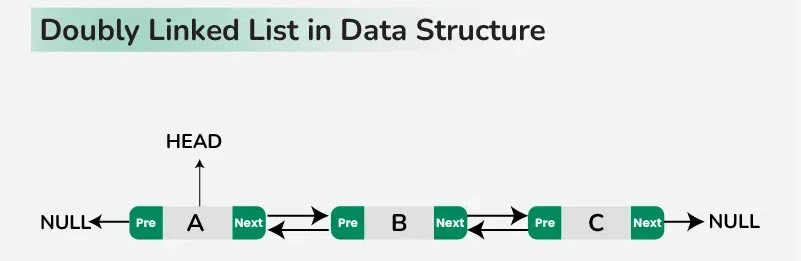 Doubly Linked List in Data Structure
HEAD
NULL Pre A Next Pre B Next Pre C Next NULL